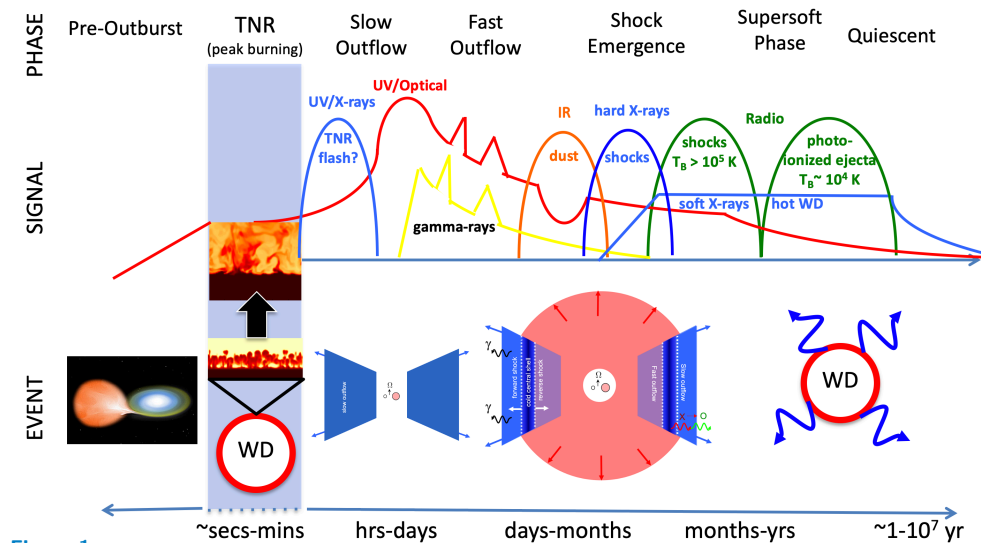 PHASE
Pre-Outburst
TNR
(peak burning)
Slow
Outflow
Fast
Outflow
Shock
Emergence
Supersoft
Phase
Quiescent
SIGNAL
UV/X-rays
TNR
flash?
UV/Optical
gamma-rays
IR
dust
hard X-rays
shocks
Radio
shocks
T_B > 10^5 K
photo-
ionized ejecta
T_B~ 10^4 K
soft X-rays
hot WD
EVENT
WD
slow outflow
Ω
γ
γ
forward shock
cold central shell
reverse shock
Ω
Fast outflow
Slow outflow
X
O
WD
~secs-mins
hrs-days
days-months
months-yrs
~1-10^7 yr